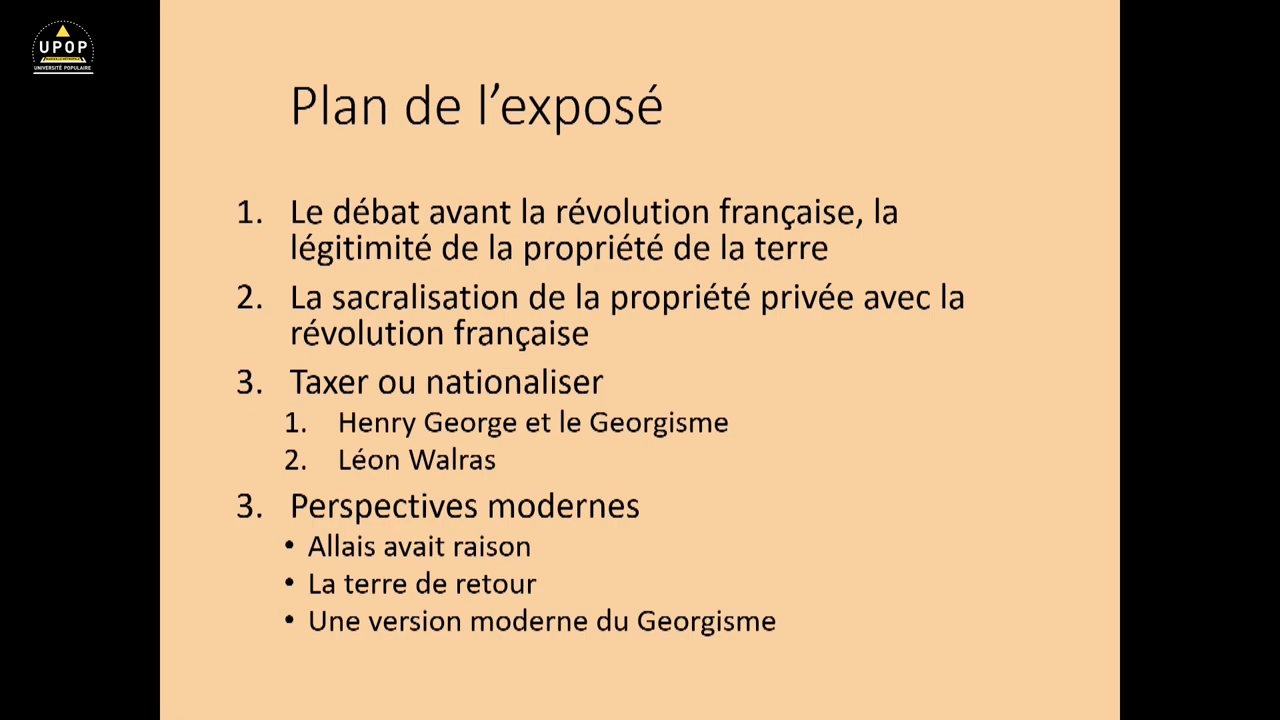 UPOP
UNIVERSITÉ POPULAIRE
Plan de l’exposé
1. Le débat avant la révolution française, la
légitimité de la propriété de la terre
2. La sacralisation de la propriété privée avec la
révolution française
3. Taxer ou nationaliser
1. Henry George et le Georgisme
2. Léon Walras
3. Perspectives modernes
• Allais avait raison
• La terre de retour
• Une version moderne du Georgisme